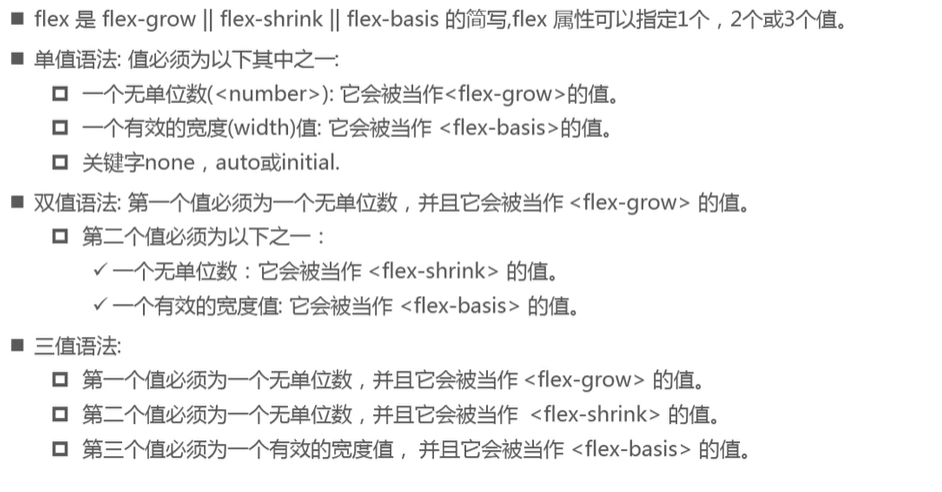 ■ flex 是 flex-grow || flex-shrink || flex-basis 的简写,flex 属性可以指定1个，2个或3个值。
■ 单值语法: 值必须为以下其中之一:
□ 一个无单位数(<number>): 它会被当作<flex-grow>的值。
□ 一个有效的宽度(width)值: 它会被当作 <flex-basis>的值。
□ 关键字none，auto或initial.
■ 双值语法: 第一个值必须为一个无单位数，并且它会被当作 <flex-grow> 的值。
□ 第二个值必须为以下之一：
✓ 一个无单位数：它会被当作 <flex-shrink> 的值。
✓ 一个有效的宽度值: 它会被当作 <flex-basis> 的值。
■ 三值语法:
□ 第一个值必须为一个无单位数，并且它会被当作 <flex-grow> 的值。
□ 第二个值必须为一个无单位数，并且它会被当作 <flex-shrink> 的值。
□ 第三个值必须为一个有效的宽度值， 并且它会被当作 <flex-basis> 的值。